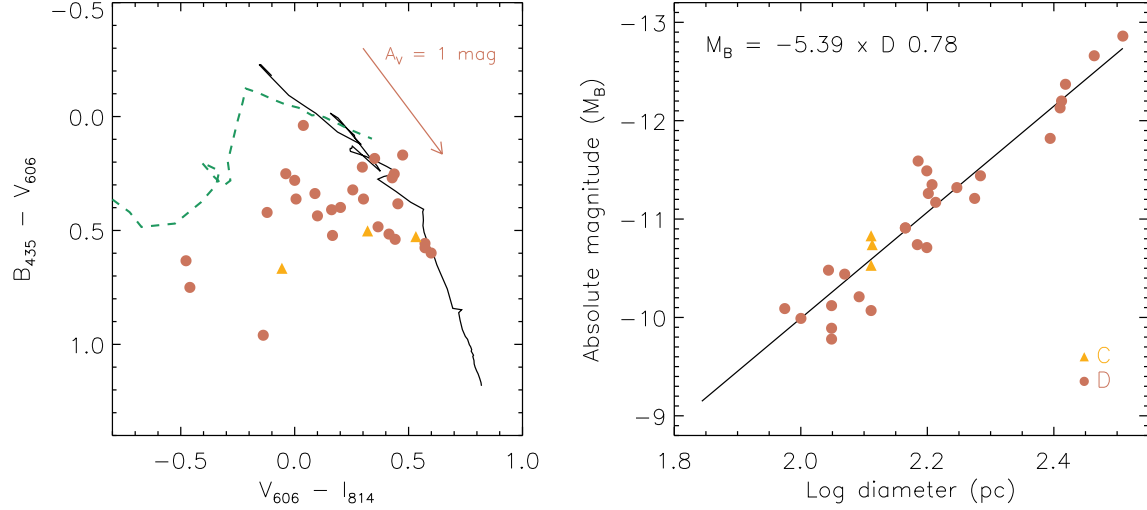 A_V = 1 mag
−0.5
0.0
0.5
1.0
B_435 − V_606
−0.5 0.0 0.5 1.0
V_606 − I_814
M_B = −5.39 x D 0.78
−13
−12
−11
−10
−9
Absolute magnitude (M_B)
C
D
1.8 2.0 2.2 2.4
Log diameter (pc)